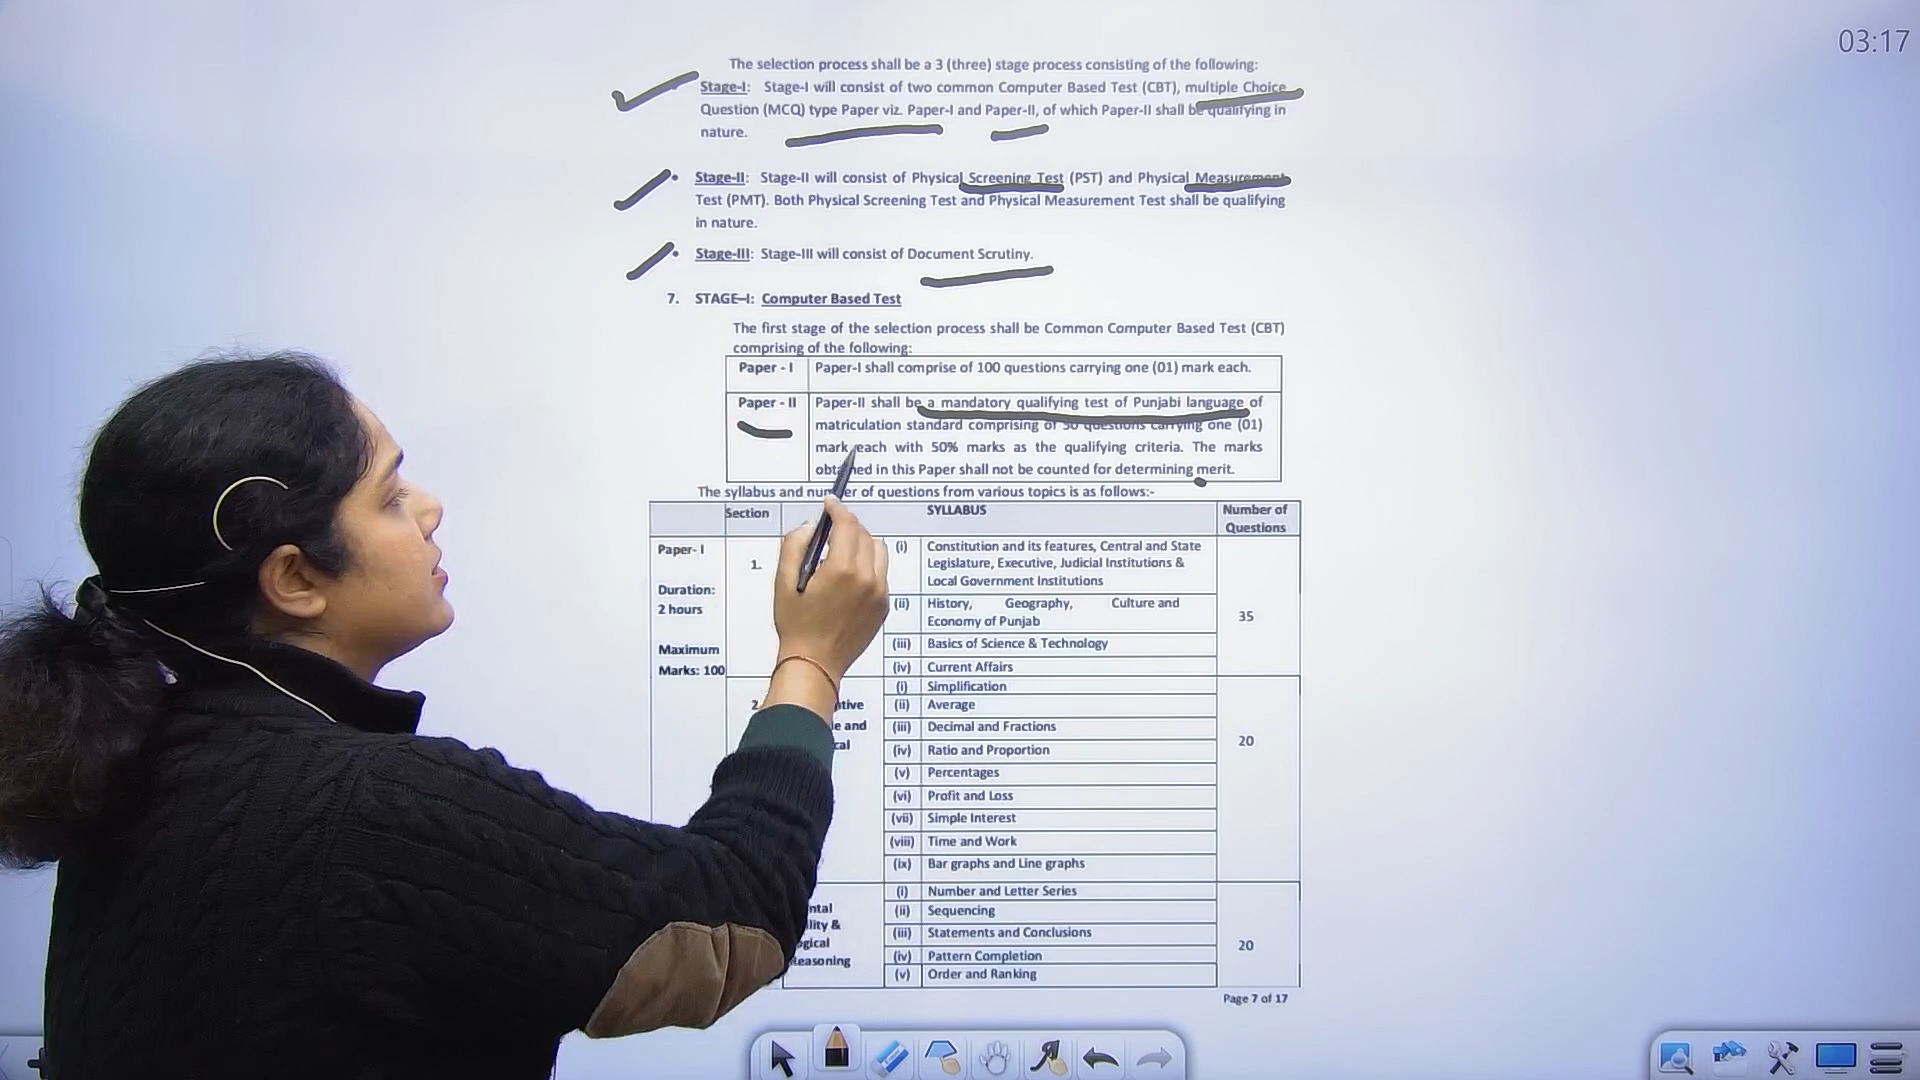 03:17
The selection process shall be a 3 (three) stage process consisting of the following:
Stage-I: Stage-I will consist of two common Computer Based Test (CBT), multiple Choice
Question (MCQ) type Paper viz. Paper-I and Paper-II, of which Paper-II shall be qualifying in
nature.
• Stage-II: Stage-II will consist of Physical Screening Test (PST) and Physical Measurement
Test (PMT). Both Physical Screening Test and Physical Measurement Test shall be qualifying
in nature.
• Stage-III: Stage-III will consist of Document Scrutiny.
7. STAGE–I: Computer Based Test
The first stage of the selection process shall be Common Computer Based Test (CBT)
comprising of the following:
Paper - I Paper-I shall comprise of 100 questions carrying one (01) mark each.
Paper - II Paper-II shall be a mandatory qualifying test of Punjabi language of
matriculation standard comprising of 50 questions carrying one (01)
mark each with 50% marks as the qualifying criteria. The marks
obtained in this Paper shall not be counted for determining merit.
The syllabus and number of questions from various topics is as follows:-
Section SYLLABUS Number of
Questions
Paper- I
Duration:
2 hours
Maximum
Marks: 100
1.
(i) Constitution and its features, Central and State
Legislature, Executive, Judicial Institutions &
Local Government Institutions
(ii) History, Geography, Culture and
Economy of Punjab
(iii) Basics of Science & Technology
(iv) Current Affairs
35
2
(i) Simplification
(ii) Average
(iii) Decimal and Fractions
(iv) Ratio and Proportion
(v) Percentages
(vi) Profit and Loss
(vii) Simple Interest
(viii) Time and Work
(ix) Bar graphs and Line graphs
20
Reasoning
(i) Number and Letter Series
(ii) Sequencing
(iii) Statements and Conclusions
(iv) Pattern Completion
(v) Order and Ranking
20
Page 7 of 17